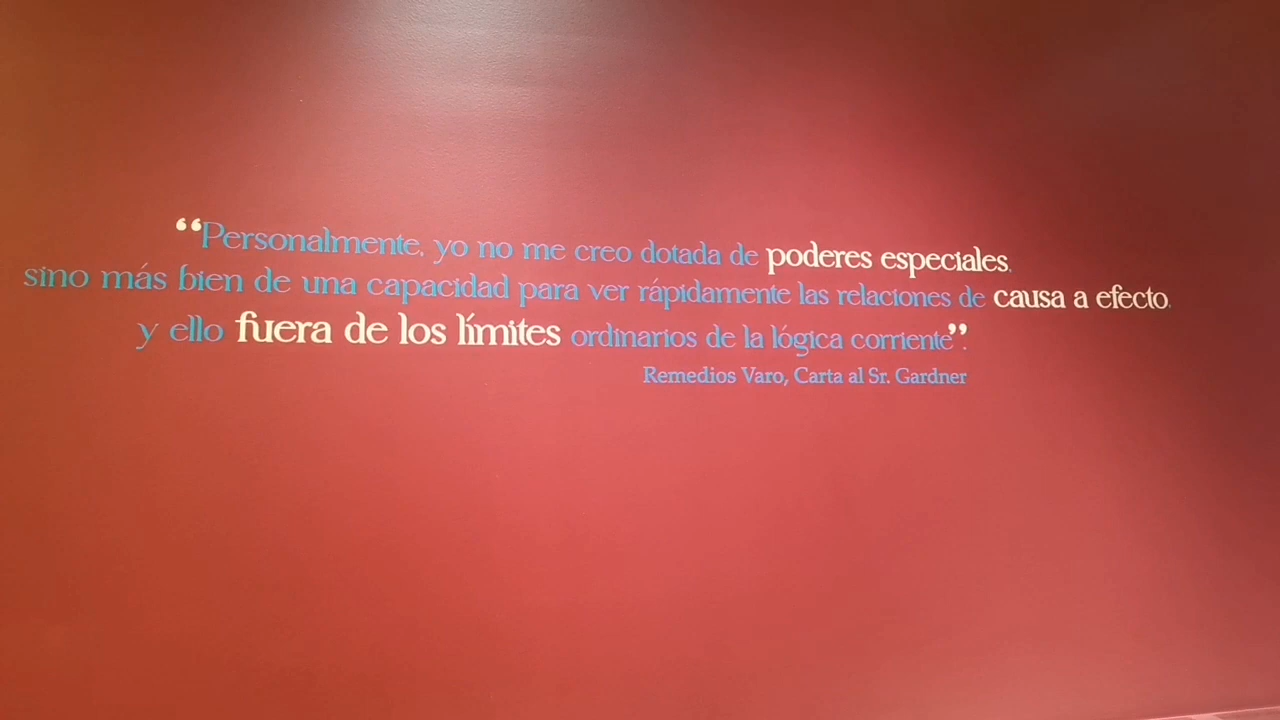 “Personalmente, yo no me creo dotada de poderes especiales,
sino más bien de una capacidad para ver rápidamente las relaciones de causa a efecto,
y ello fuera de los límites ordinarios de la lógica corriente”.
Remedios Varo, Carta al Sr. Gardner